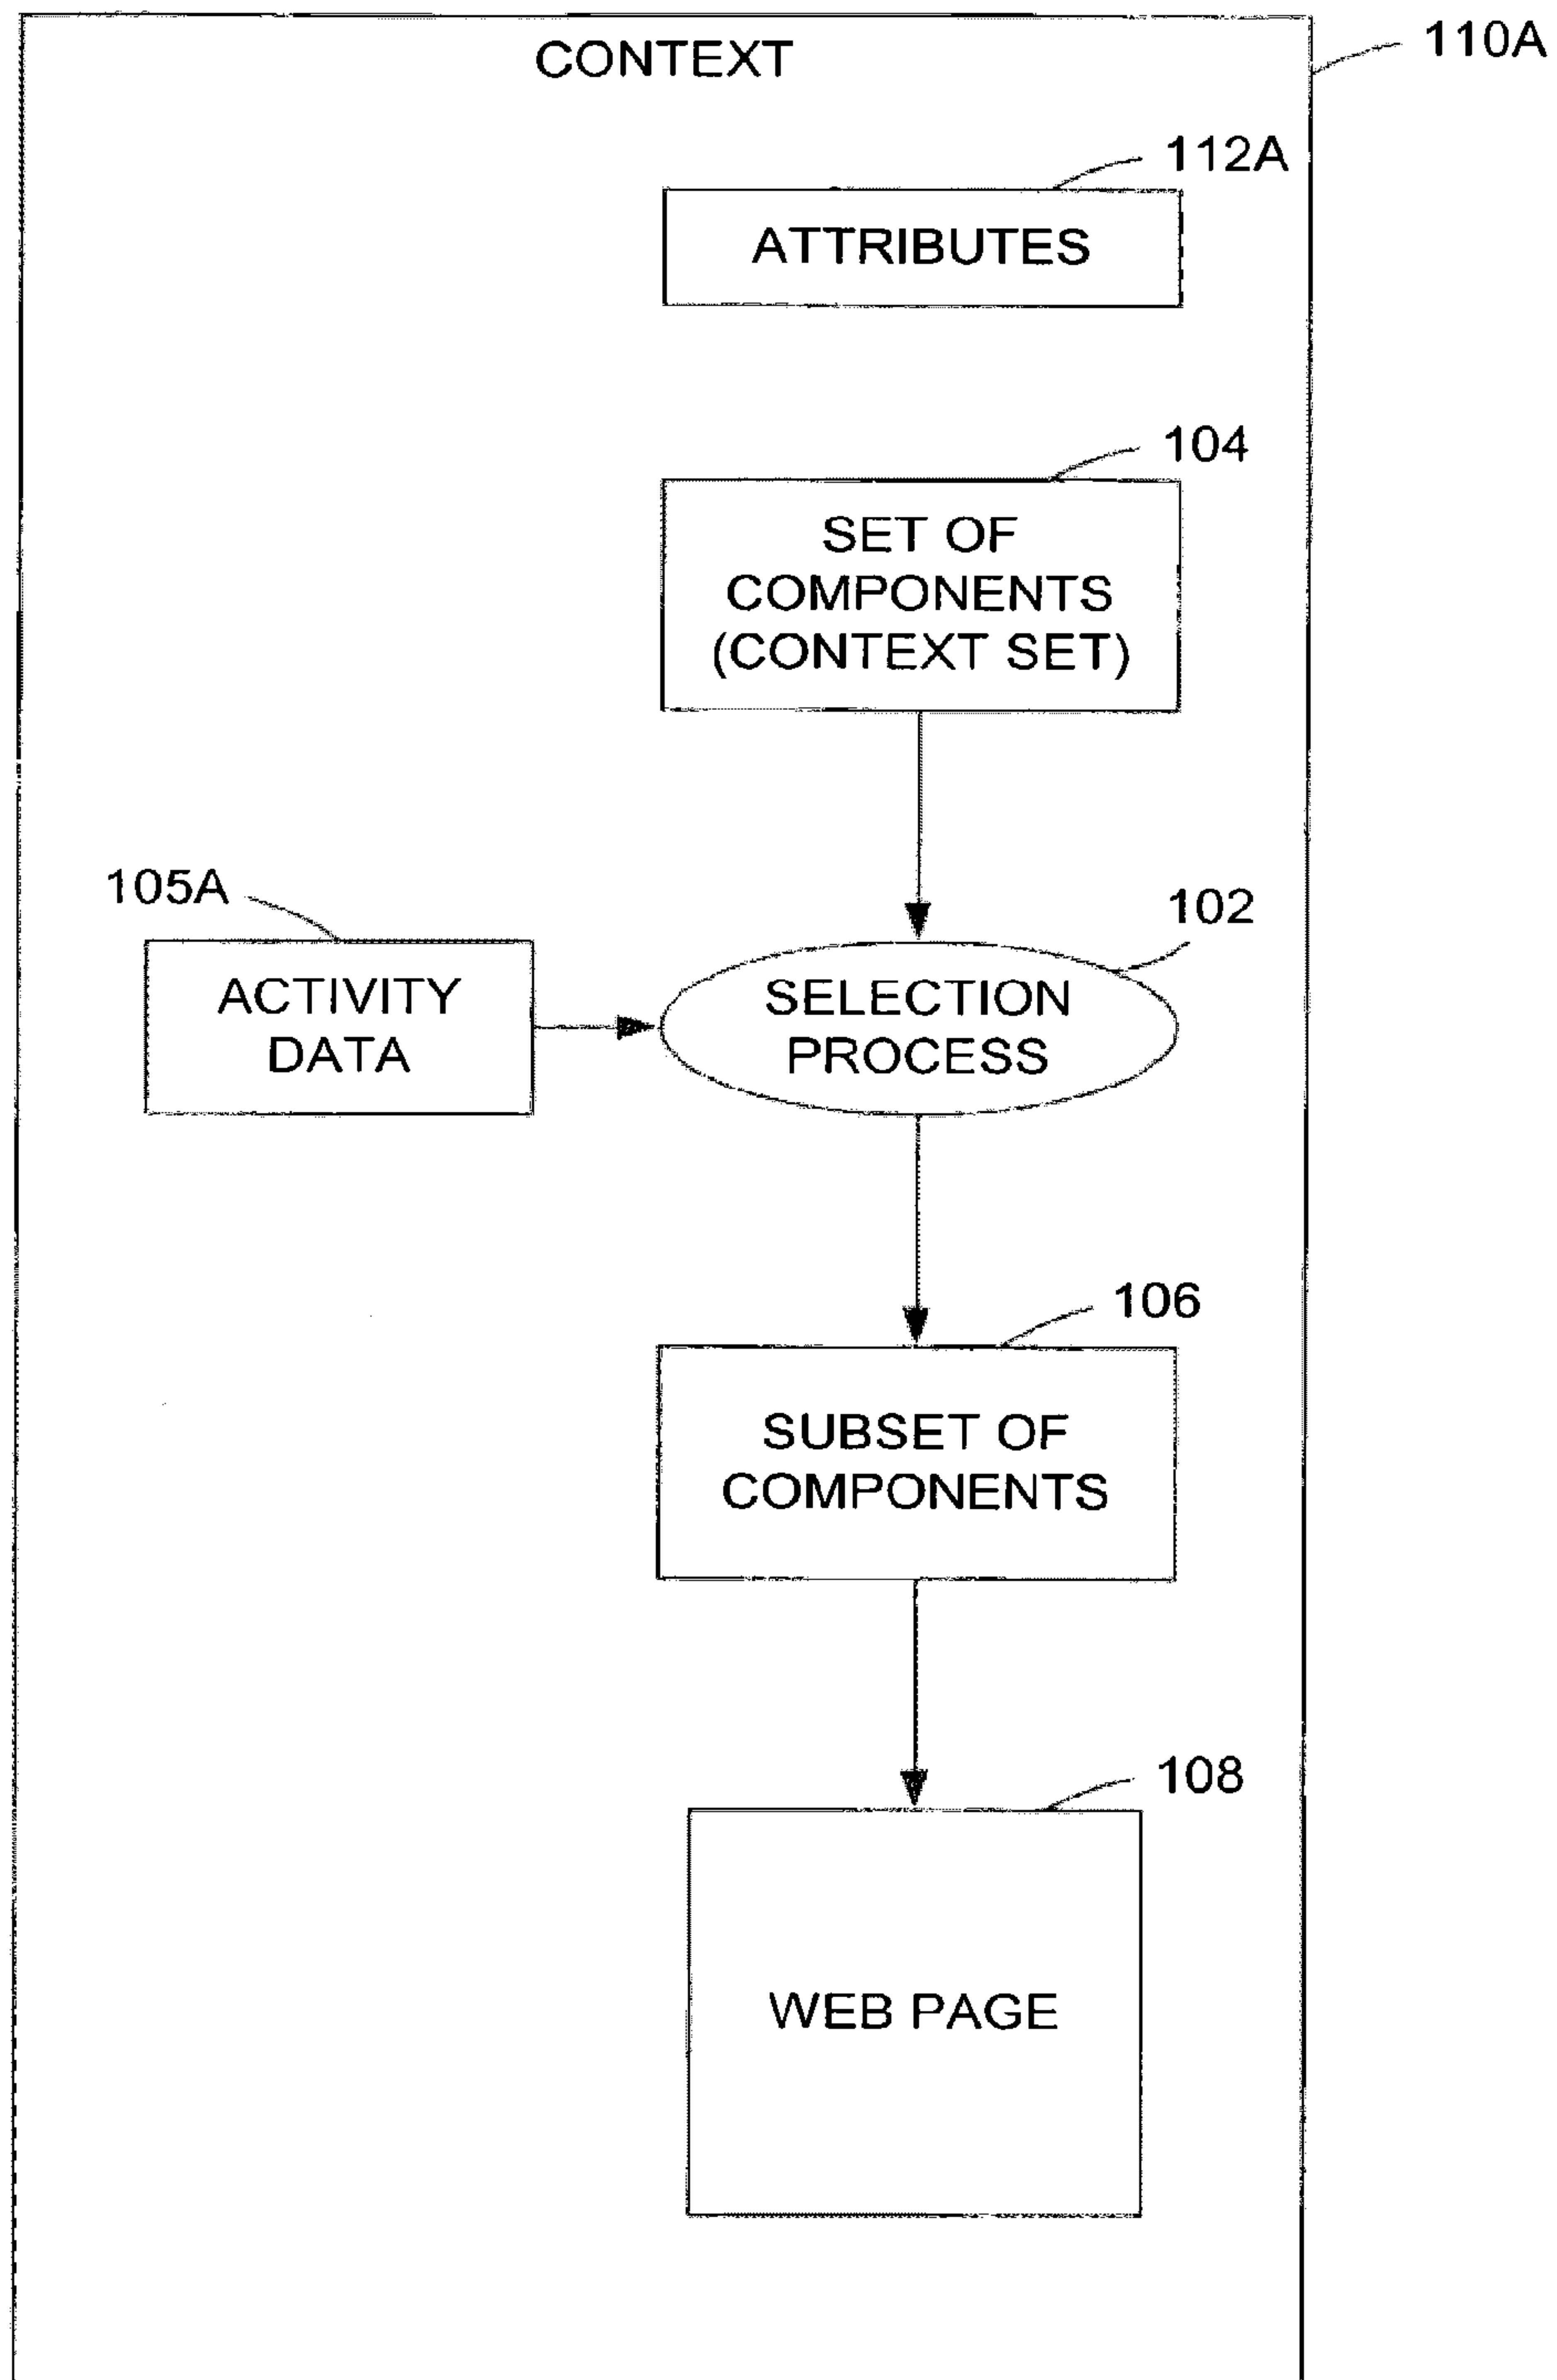 CONTEXT
110A
112A
ATTRIBUTES
104
SET OF
COMPONENTS
(CONTEXT SET)
105A
102
ACTIVITY
DATA
SELECTION
PROCESS
106
SUBSET OF
COMPONENTS
108
WEB PAGE